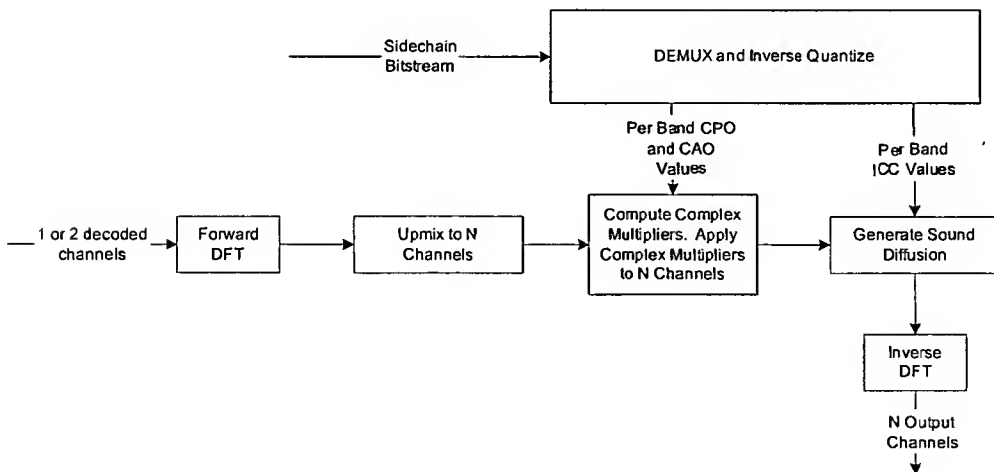 Sidechain
Bitstream
DEMUX and Inverse Quantize
Per Band CPO
and CAO
Values
Per Band
ICC Values
1 or 2 decoded
channels
Forward
DFT
Upmix to N
Channels
Compute Complex
Multipliers. Apply
Complex Multipliers
to N Channels
Generate Sound
Diffusion
Inverse
DFT
N Output
Channels